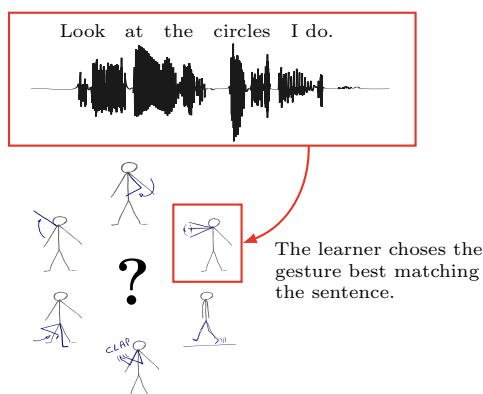 Look at the circles I do.
The learner choses the
gesture best matching
the sentence.
?
CLAP